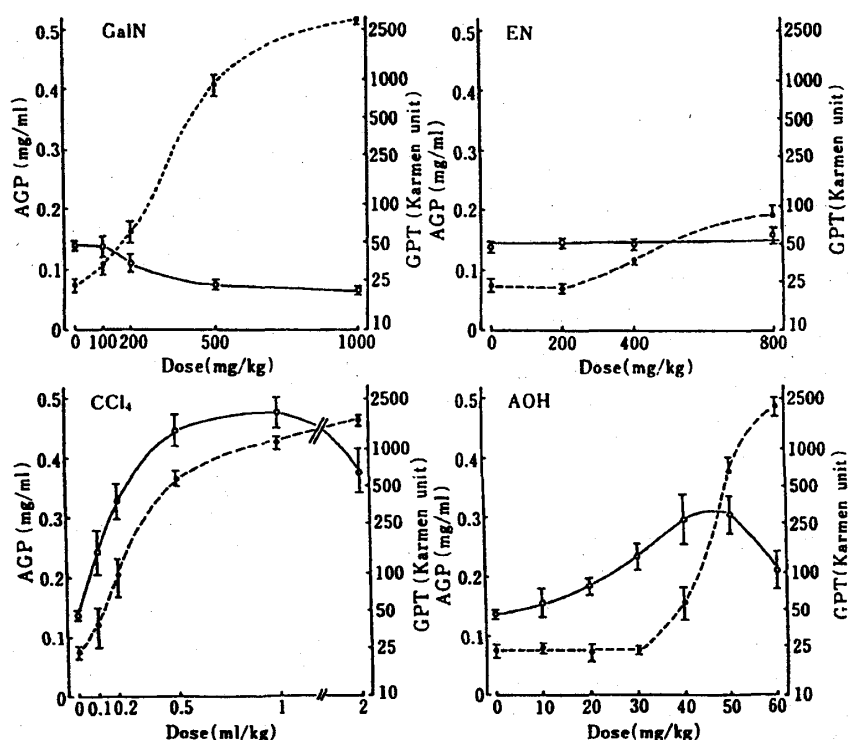 GalN
AGP (mg/ml)
0.5
0.4
0.3
0.2
0.1
0
2500
1000
500
250
100
50
25
10
GPT (Karmen unit)
0 100 200 500 1000
Dose(mg/kg)
EN
AGP (mg/ml)
0.5
0.4
0.3
0.2
0.1
0
2500
1000
500
250
100
50
25
10
GPT(Karmen unit)
0 200 400 800
Dose(mg/kg)
CCl₄
AGP (mg/ml)
0.5
0.4
0.3
0.2
0.1
0
2500
1000
500
250
100
50
25
10
GPT(Karmen unit)
0 0.1 0.2 0.5 1 2
Dose(ml/kg)
AOH
AGP (mg/ml)
0.5
0.4
0.3
0.2
0.1
0
2500
1000
500
250
100
50
25
10
GPT(Karmen unit)
0 10 20 30 40 50 60
Dose(mg/kg)